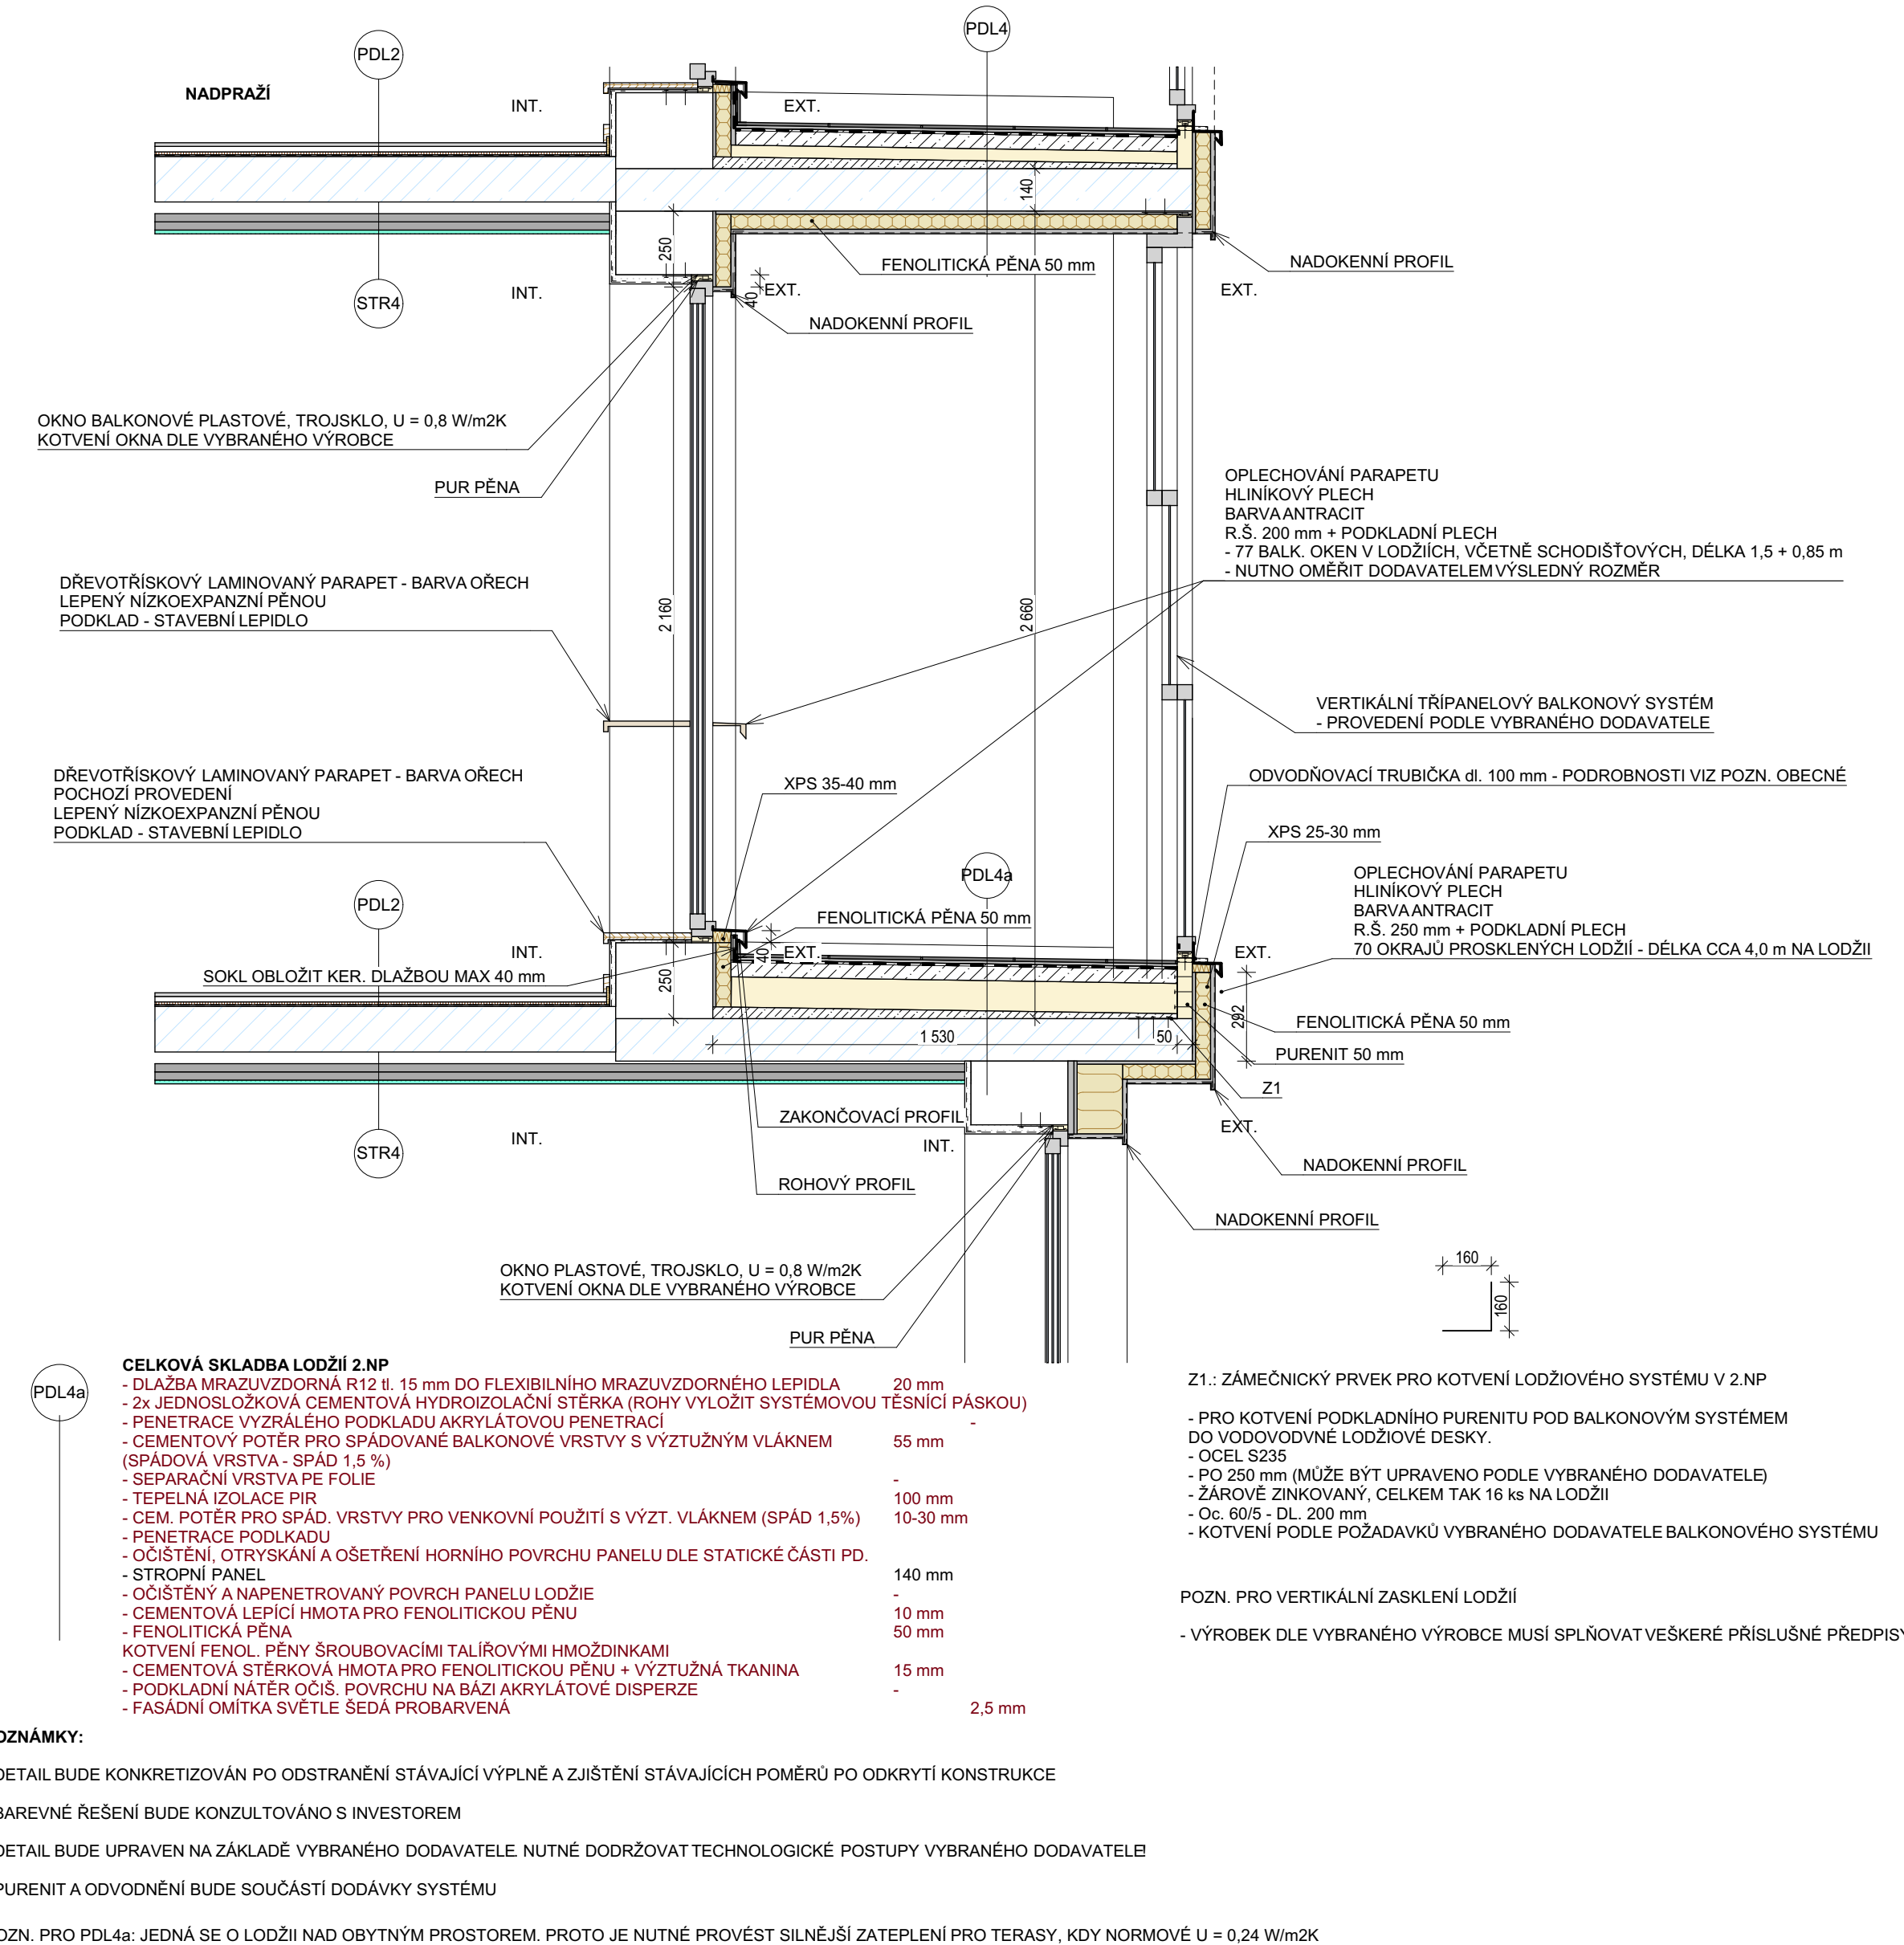 PDL2
PDL4
NADPRAŽÍ
INT.
EXT.
140
250
FENOLITICKÁ PĚNA 50 mm
NADOKENNÍ PROFIL
STR4
INT.
40
EXT.
EXT.
NADOKENNÍ PROFIL
OKNO BALKONOVÉ PLASTOVÉ, TROJSKLO, U = 0,8 W/m2K
KOTVENÍ OKNA DLE VYBRANÉHO VÝROBCE
PUR PĚNA
OPLECHOVÁNÍ PARAPETU
HLINÍKOVÝ PLECH
BARVA ANTRACIT
R.Š. 200 mm + PODKLADNÍ PLECH
- 77 BALK. OKEN V LODŽIÍCH, VČETNĚ SCHODIŠŤOVÝCH, DÉLKA 1,5 + 0,85 m
- NUTNO OMĚŘIT DODAVATELEM VÝSLEDNÝ ROZMĚR
DŘEVOTŘÍSKOVÝ LAMINOVANÝ PARAPET - BARVA OŘECH
LEPENÝ NÍZKOEXPANZNÍ PĚNOU
PODKLAD - STAVEBNÍ LEPIDLO
2 160
2 660
VERTIKÁLNÍ TŘÍPANELOVÝ BALKONOVÝ SYSTÉM
- PROVEDENÍ PODLE VYBRANÉHO DODAVATELE
DŘEVOTŘÍSKOVÝ LAMINOVANÝ PARAPET - BARVA OŘECH
POCHOZÍ PROVEDENÍ
LEPENÝ NÍZKOEXPANZNÍ PĚNOU
PODKLAD - STAVEBNÍ LEPIDLO
XPS 35-40 mm
ODVODŇOVACÍ TRUBIČKA dl. 100 mm - PODROBNOSTI VIZ POZN. OBECNÉ
XPS 25-30 mm
OPLECHOVÁNÍ PARAPETU
HLINÍKOVÝ PLECH
BARVA ANTRACIT
R.Š. 250 mm + PODKLADNÍ PLECH
70 OKRAJŮ PROSKLENÝCH LODŽIÍ - DÉLKA CCA 4,0 m NA LODŽII
PDL4a
PDL2
FENOLITICKÁ PĚNA 50 mm
INT.
40
EXT.
EXT.
SOKL OBLOŽIT KER. DLAŽBOU MAX 40 mm
250
292
1 530
50
FENOLITICKÁ PĚNA 50 mm
PURENIT 50 mm
Z1
ZAKONČOVACÍ PROFIL
STR4
INT.
INT.
EXT.
NADOKENNÍ PROFIL
ROHOVÝ PROFIL
NADOKENNÍ PROFIL
OKNO PLASTOVÉ, TROJSKLO, U = 0,8 W/m2K
KOTVENÍ OKNA DLE VYBRANÉHO VÝROBCE
PUR PĚNA
160
160
PDL4a
CELKOVÁ SKLADBA LODŽIÍ 2.NP
- DLAŽBA MRAZUVZDORNÁ R12 tl. 15 mm DO FLEXIBILNÍHO MRAZUVZDORNÉHO LEPIDLA 20 mm
- 2x JEDNOSLOŽKOVÁ CEMENTOVÁ HYDROIZOLAČNÍ STĚRKA (ROHY VYLOŽIT SYSTÉMOVOU TĚSNÍCÍ PÁSKOU)
- PENETRACE VYZRÁLÉHO PODKLADU AKRYLÁTOVOU PENETRACÍ -
- CEMENTOVÝ POTĚR PRO SPÁDOVANÉ BALKONOVÉ VRSTVY S VÝZTUŽNÝM VLÁKNEM 55 mm
(SPÁDOVÁ VRSTVA - SPÁD 1,5 %)
- SEPARAČNÍ VRSTVA PE FOLIE -
- TEPELNÁ IZOLACE PIR 100 mm
- CEM. POTĚR PRO SPÁD. VRSTVY PRO VENKOVNÍ POUŽITÍ S VÝZT. VLÁKNEM (SPÁD 1,5%) 10-30 mm
- PENETRACE PODLKADU
- OČIŠTĚNÍ, OTRYSKÁNÍ A OŠETŘENÍ HORNÍHO POVRCHU PANELU DLE STATICKÉ ČÁSTI PD.
- STROPNÍ PANEL 140 mm
- OČIŠTĚNÝ A NAPENETROVANÝ POVRCH PANELU LODŽIE -
- CEMENTOVÁ LEPÍCÍ HMOTA PRO FENOLITICKOU PĚNU 10 mm
- FENOLITICKÁ PĚNA 50 mm
KOTVENÍ FENOL. PĚNY ŠROUBOVACÍMI TALÍŘOVÝMI HMOŽDINKAMI
- CEMENTOVÁ STĚRKOVÁ HMOTA PRO FENOLITICKOU PĚNU + VÝZTUŽNÁ TKANINA 15 mm
- PODKLADNÍ NÁTĚR OČIŠ. POVRCHU NA BÁZI AKRYLÁTOVÉ DISPERZE -
- FASÁDNÍ OMÍTKA SVĚTLE ŠEDÁ PROBARVENÁ 2,5 mm
Z1.: ZÁMEČNICKÝ PRVEK PRO KOTVENÍ LODŽIOVÉHO SYSTÉMU V 2.NP
- PRO KOTVENÍ PODKLADNÍHO PURENITU POD BALKONOVÝM SYSTÉMEM
DO VODOVODVNÉ LODŽIOVÉ DESKY.
- OCEL S235
- PO 250 mm (MŮŽE BÝT UPRAVENO PODLE VYBRANÉHO DODAVATELE)
- ŽÁROVĚ ZINKOVANÝ, CELKEM TAK 16 ks NA LODŽII
- Oc. 60/5 - DL. 200 mm
- KOTVENÍ PODLE POŽADAVKŮ VYBRANÉHO DODAVATELE BALKONOVÉHO SYSTÉMU
POZN. PRO VERTIKÁLNÍ ZASKLENÍ LODŽIÍ
- VÝROBEK DLE VYBRANÉHO VÝROBCE MUSÍ SPLŇOVAT VEŠKERÉ PŘÍSLUŠNÉ PŘEDPISY
OZNÁMKY:
DETAIL BUDE KONKRETIZOVÁN PO ODSTRANĚNÍ STÁVAJÍCÍ VÝPLNĚ A ZJIŠTĚNÍ STÁVAJÍCÍCH POMĚRŮ PO ODKRYTÍ KONSTRUKCE
BAREVNÉ ŘEŠENÍ BUDE KONZULTOVÁNO S INVESTOREM
DETAIL BUDE UPRAVEN NA ZÁKLADĚ VYBRANÉHO DODAVATELE. NUTNÉ DODRŽOVAT TECHNOLOGICKÉ POSTUPY VYBRANÉHO DODAVATELE!
PURENIT A ODVODNĚNÍ BUDE SOUČÁSTÍ DODÁVKY SYSTÉMU
OZN. PRO PDL4a: JEDNÁ SE O LODŽII NAD OBYTNÝM PROSTOREM. PROTO JE NUTNÉ PROVÉST SILNĚJŠÍ ZATEPLENÍ PRO TERASY, KDY NORMOVÉ U = 0,24 W/m2K